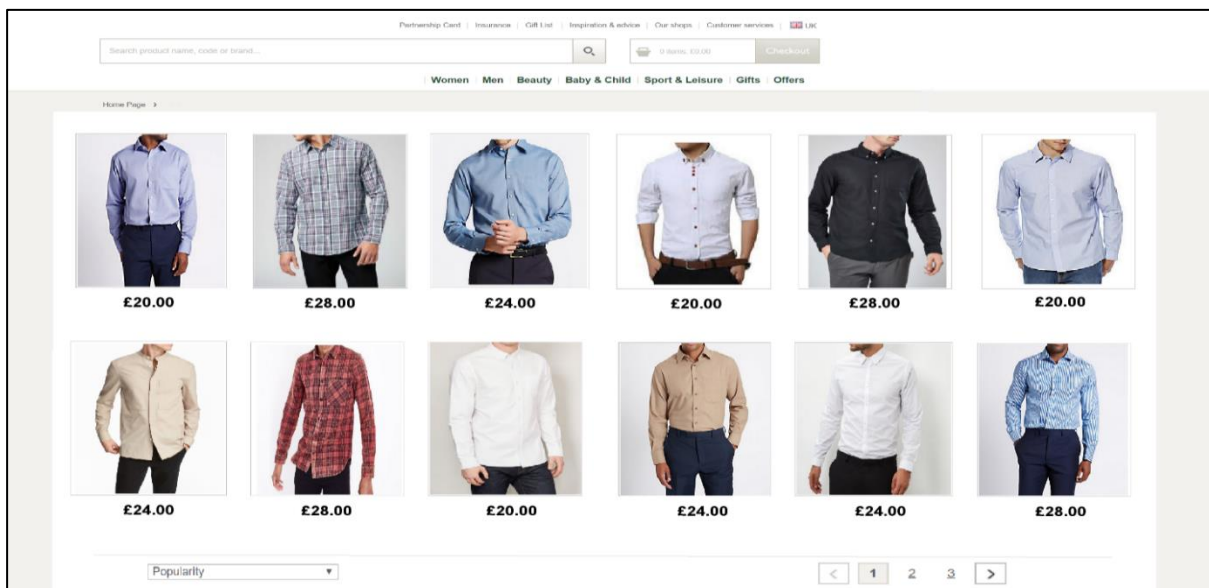 Partnership Card | Insurance | Gift List | Inspiration & advice | Our shops | Customer services | UK
Search product name, code or brand...
0 items, £0.00
Checkout
Women Men Beauty Baby & Child Sport & Leisure Gifts Offers
Home Page >
£20.00 £28.00 £24.00 £20.00 £28.00 £20.00
£24.00 £28.00 £20.00 £24.00 £24.00 £28.00
Popularity
< 1 2 3 >